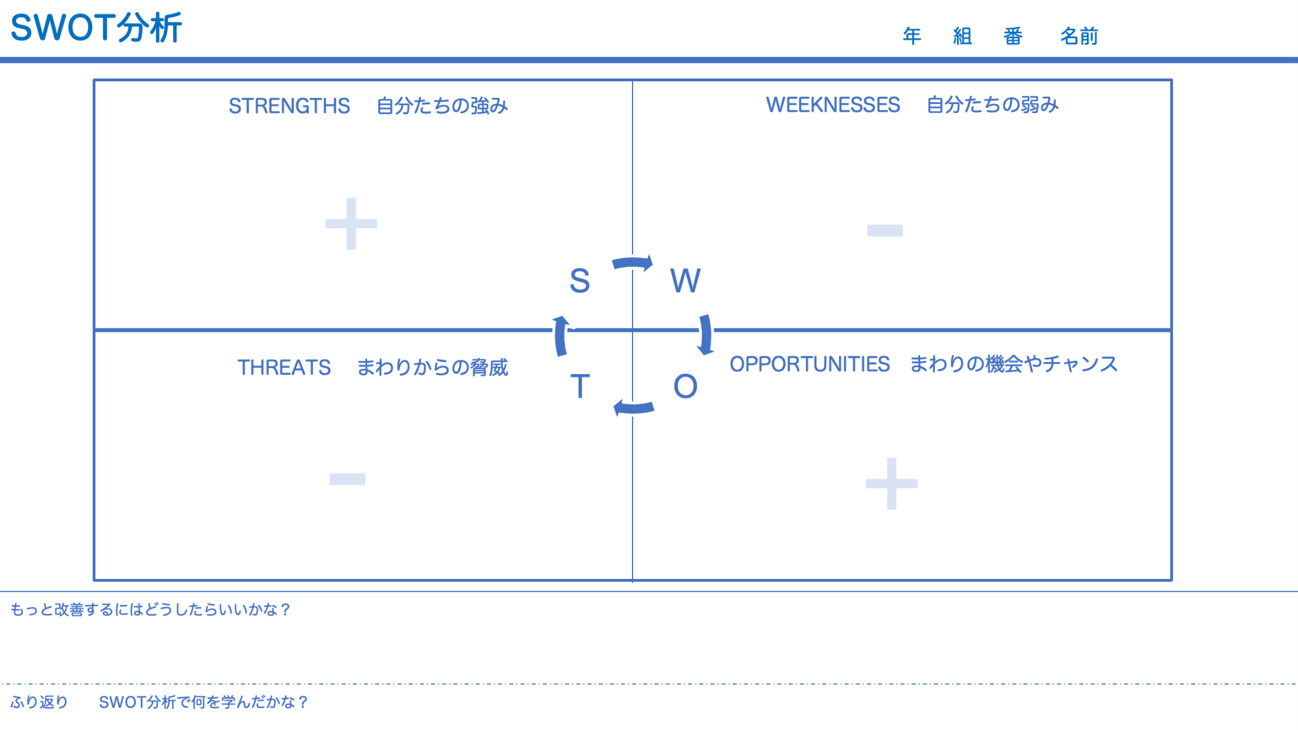 SWOT分析
年 組 番 名前
STRENGTHS 自分たちの強み
WEEKNESSES 自分たちの弱み
＋
－
S W
T O
THREATS まわりからの脅威
OPPORTUNITIES まわりの機会やチャンス
－
＋
もっと改善するにはどうしたらいいかな？
ふり返り SWOT分析で何を学んだかな？